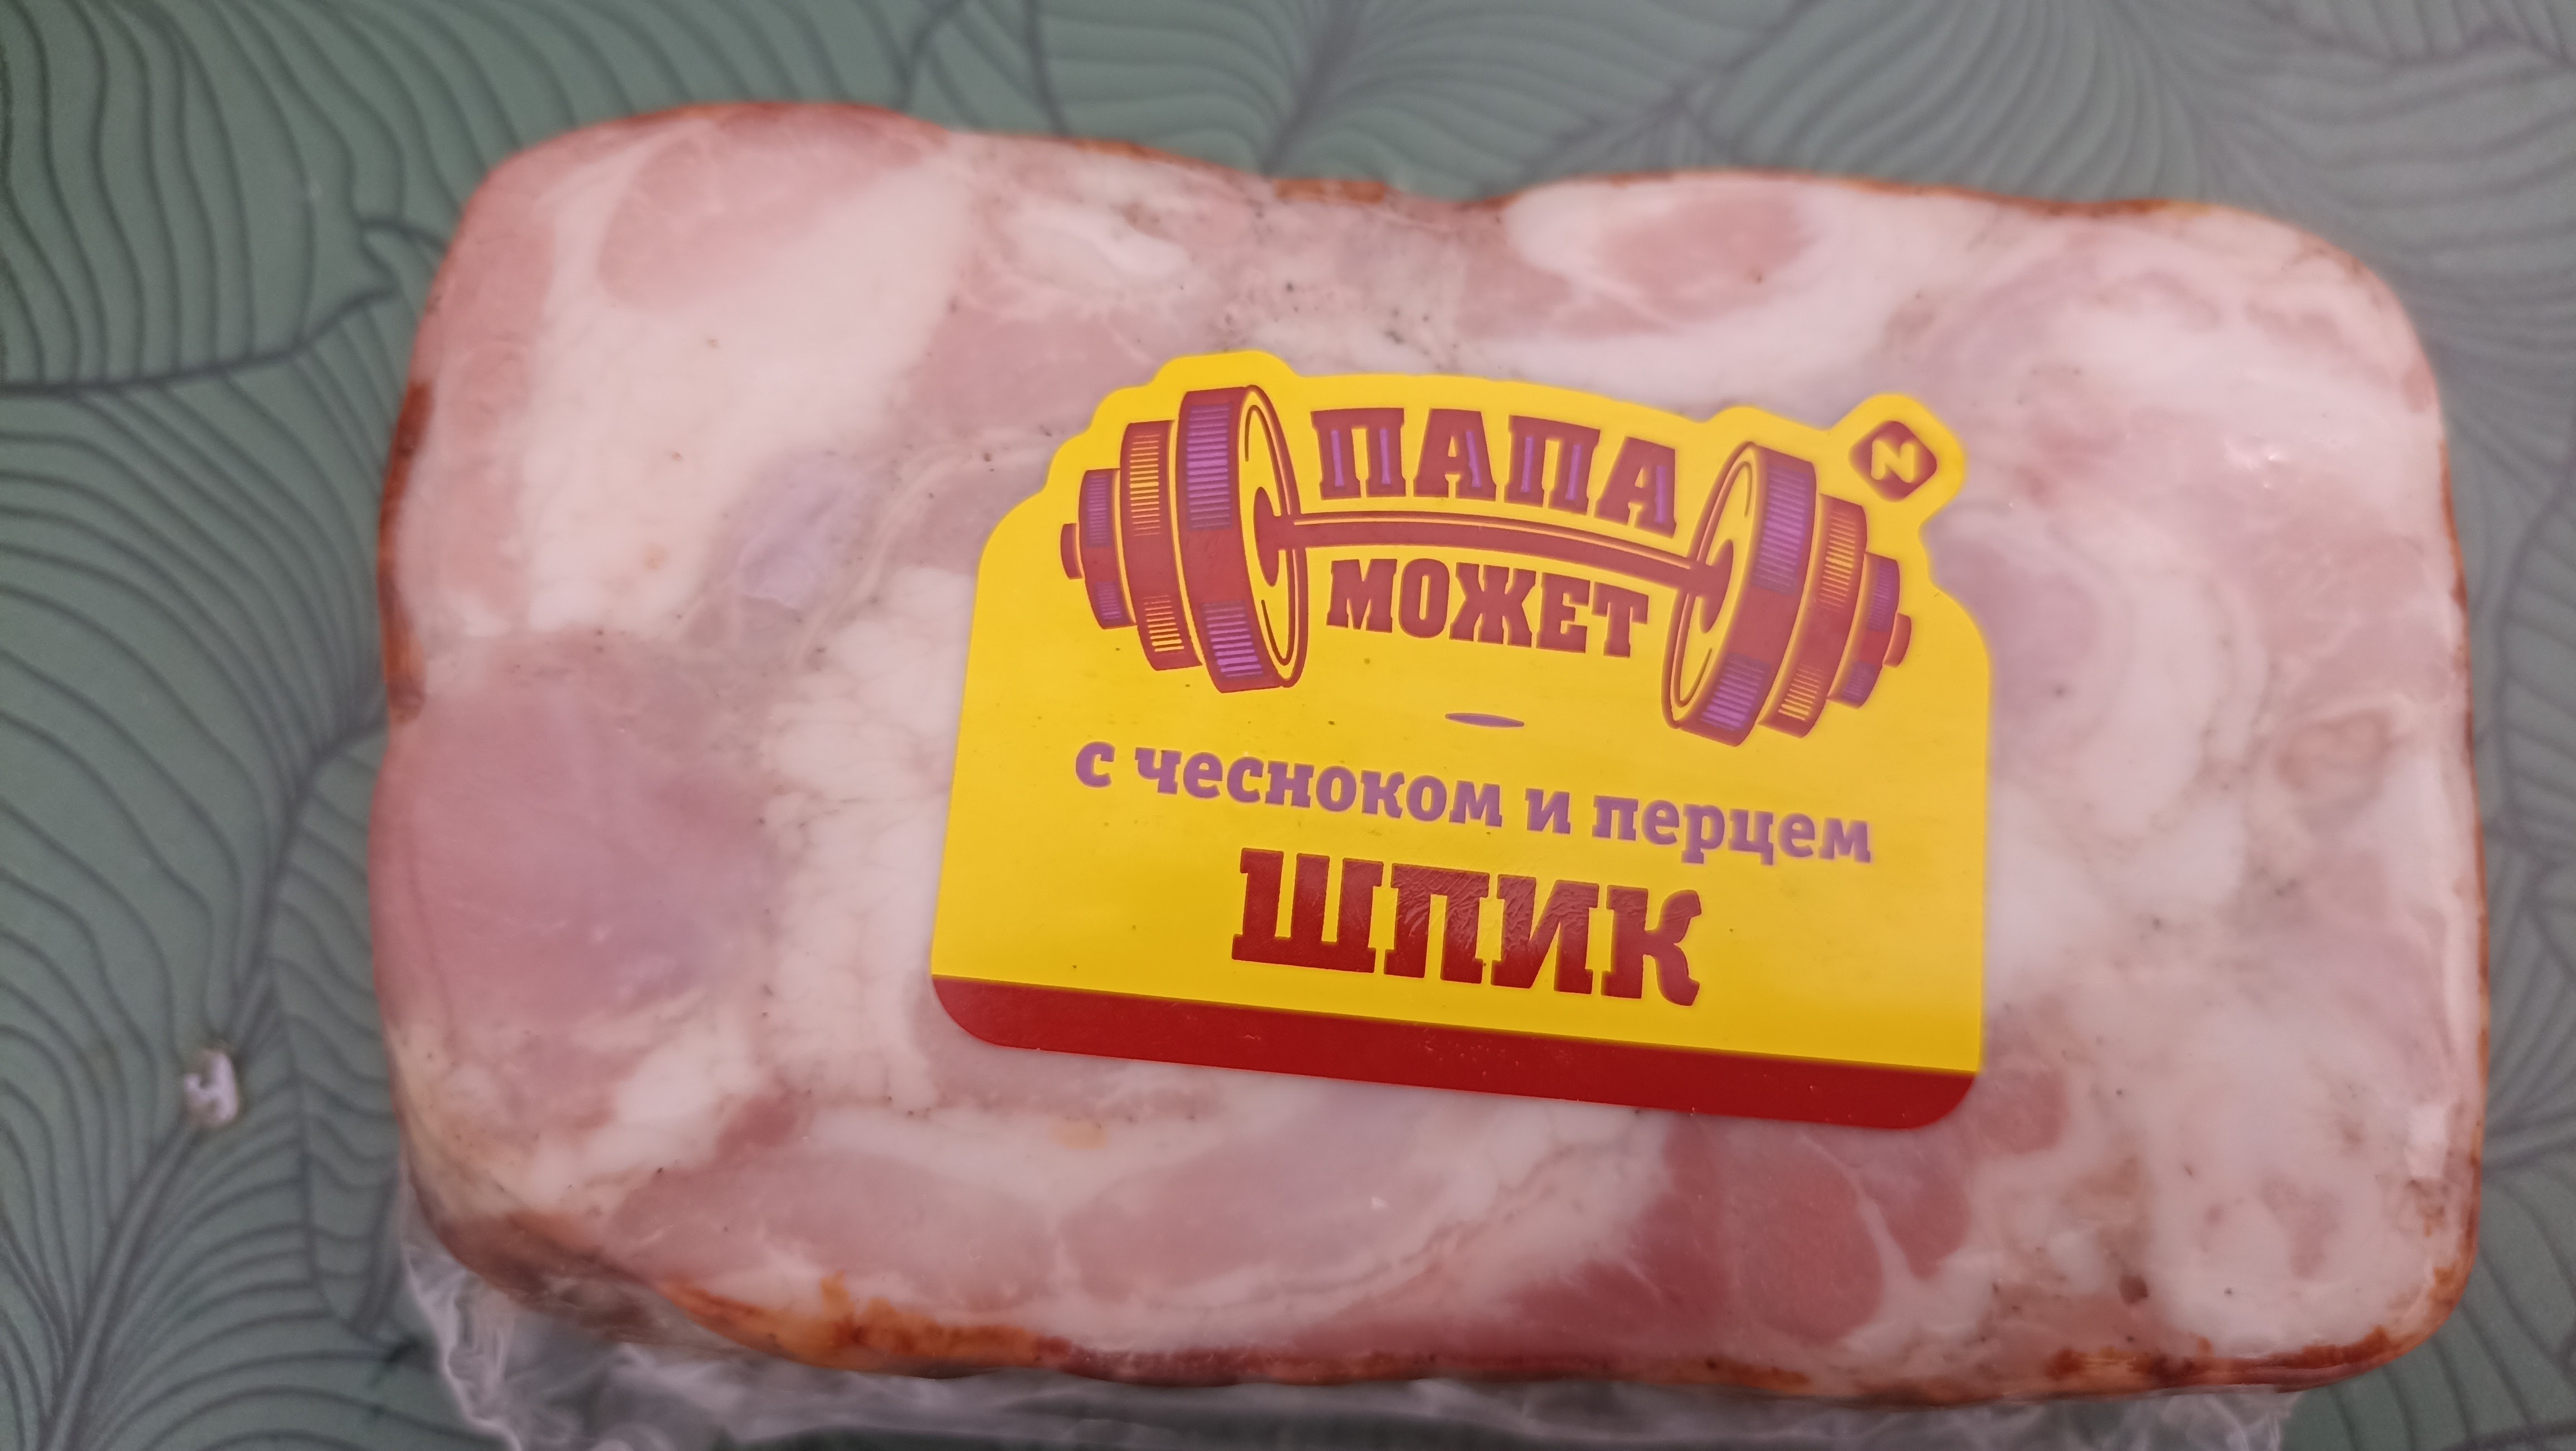 ПАПА
МОЖЕТ
N
с чесноком и перцем
ШПИК